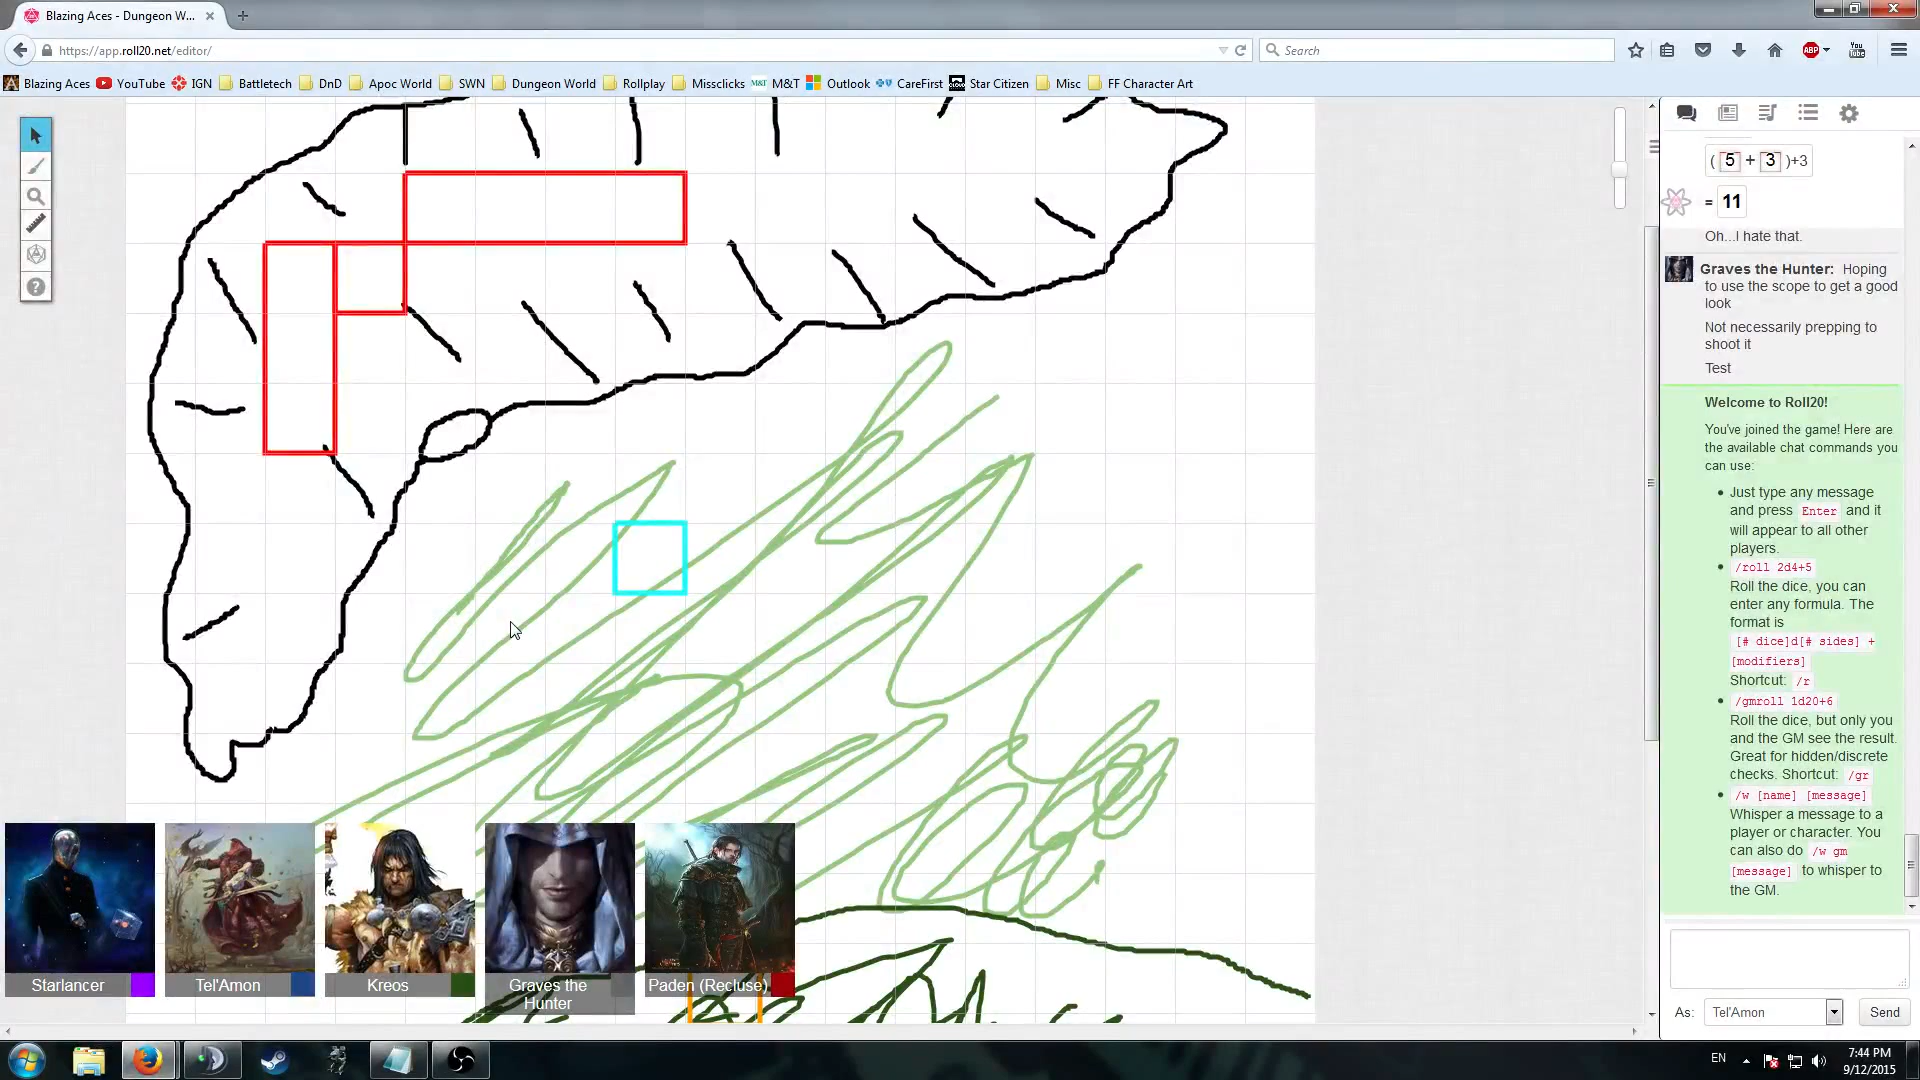 Blazing Aces - Dungeon W...
https://app.roll20.net/editor/
Search
ABP
You Tube
Blazing Aces YouTube IGN Battletech DnD Apoc World SWN Dungeon World Rollplay Missclicks M&T M&T Outlook CareFirst Star Citizen Misc FF Character Art
( 5 + 3 )+3
= 11
Oh...I hate that.
Graves the Hunter: Hoping
to use the scope to get a good
look
Not necessarily prepping to
shoot it
Test
Welcome to Roll20!
You've joined the game! Here are
the available chat commands you
can use:
Just type any message
and press Enter and it
will appear to all other
players.
/roll 2d4+5
Roll the dice, you can
enter any formula. The
format is
[# dice]d[# sides] +
[modifiers]
Shortcut: /r
/gmroll 1d20+6
Roll the dice, but only you
and the GM see the result.
Great for hidden/discrete
checks. Shortcut: /gr
/w [name] [message]
Whisper a message to a
player or character. You
can also do /w gm
[message] to whisper to
the GM.
Starlancer
Tel'Amon
Kreos
Graves the
Hunter
Paden (Recluse)
As: Tel'Amon Send
EN
7:44 PM
9/12/2015